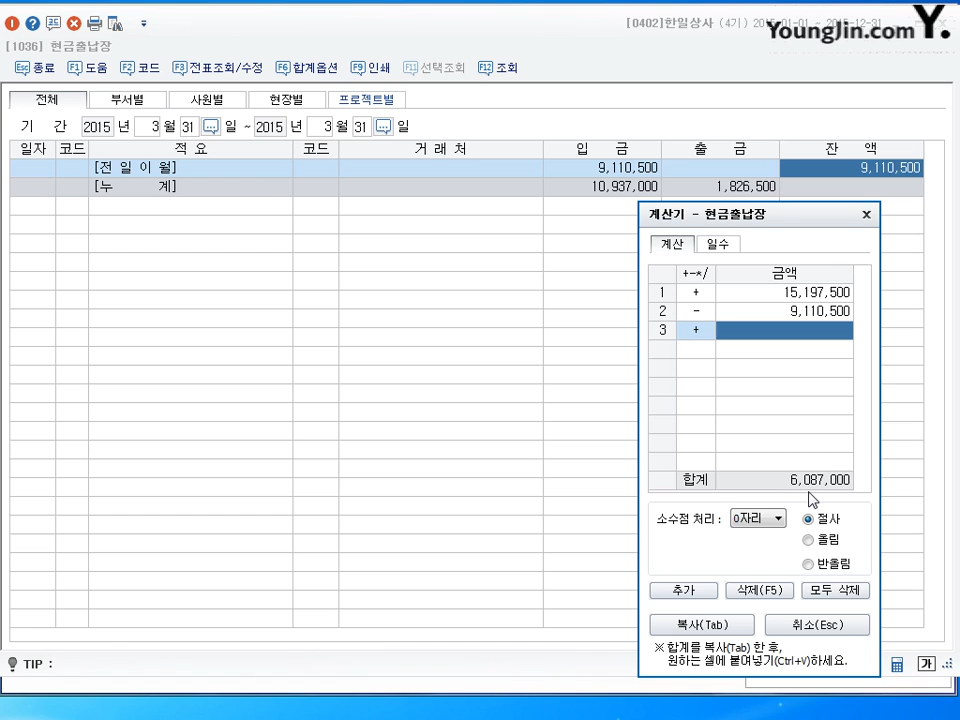 [0402]한일상사 (4기) 2015-01-01 ~ 2015-12-31
YoungJin.com Y.
[1036] 현금출납장
Esc 종료 F1 도움 F2 코드 F3 전표조회/수정 F6 합계옵션 F9 인쇄 F11 선택조회 F12 조회
전체 부서별 사원별 현장별 프로젝트별
기 간 2015 년 3 월 31 일 ~ 2015 년 3 월 31 일
일자 코드 적 요 코드 거 래 처 입 금 출 금 잔 액
[전 일 이 월] 9,110,500 9,110,500
[누 계] 10,937,000 1,826,500
계산기 - 현금출납장 x
계산 일수
+-*/ 금액
1 + 15,197,500
2 - 9,110,500
3 +
합계 6,087,000
소수점 처리 : 0자리 절사
올림
반올림
추가 삭제(F5) 모두 삭제
복사(Tab) 취소(Esc)
※ 합계를 복사(Tab) 한 후,
원하는 셀에 붙여넣기(Ctrl+V)하세요.
TIP :
가